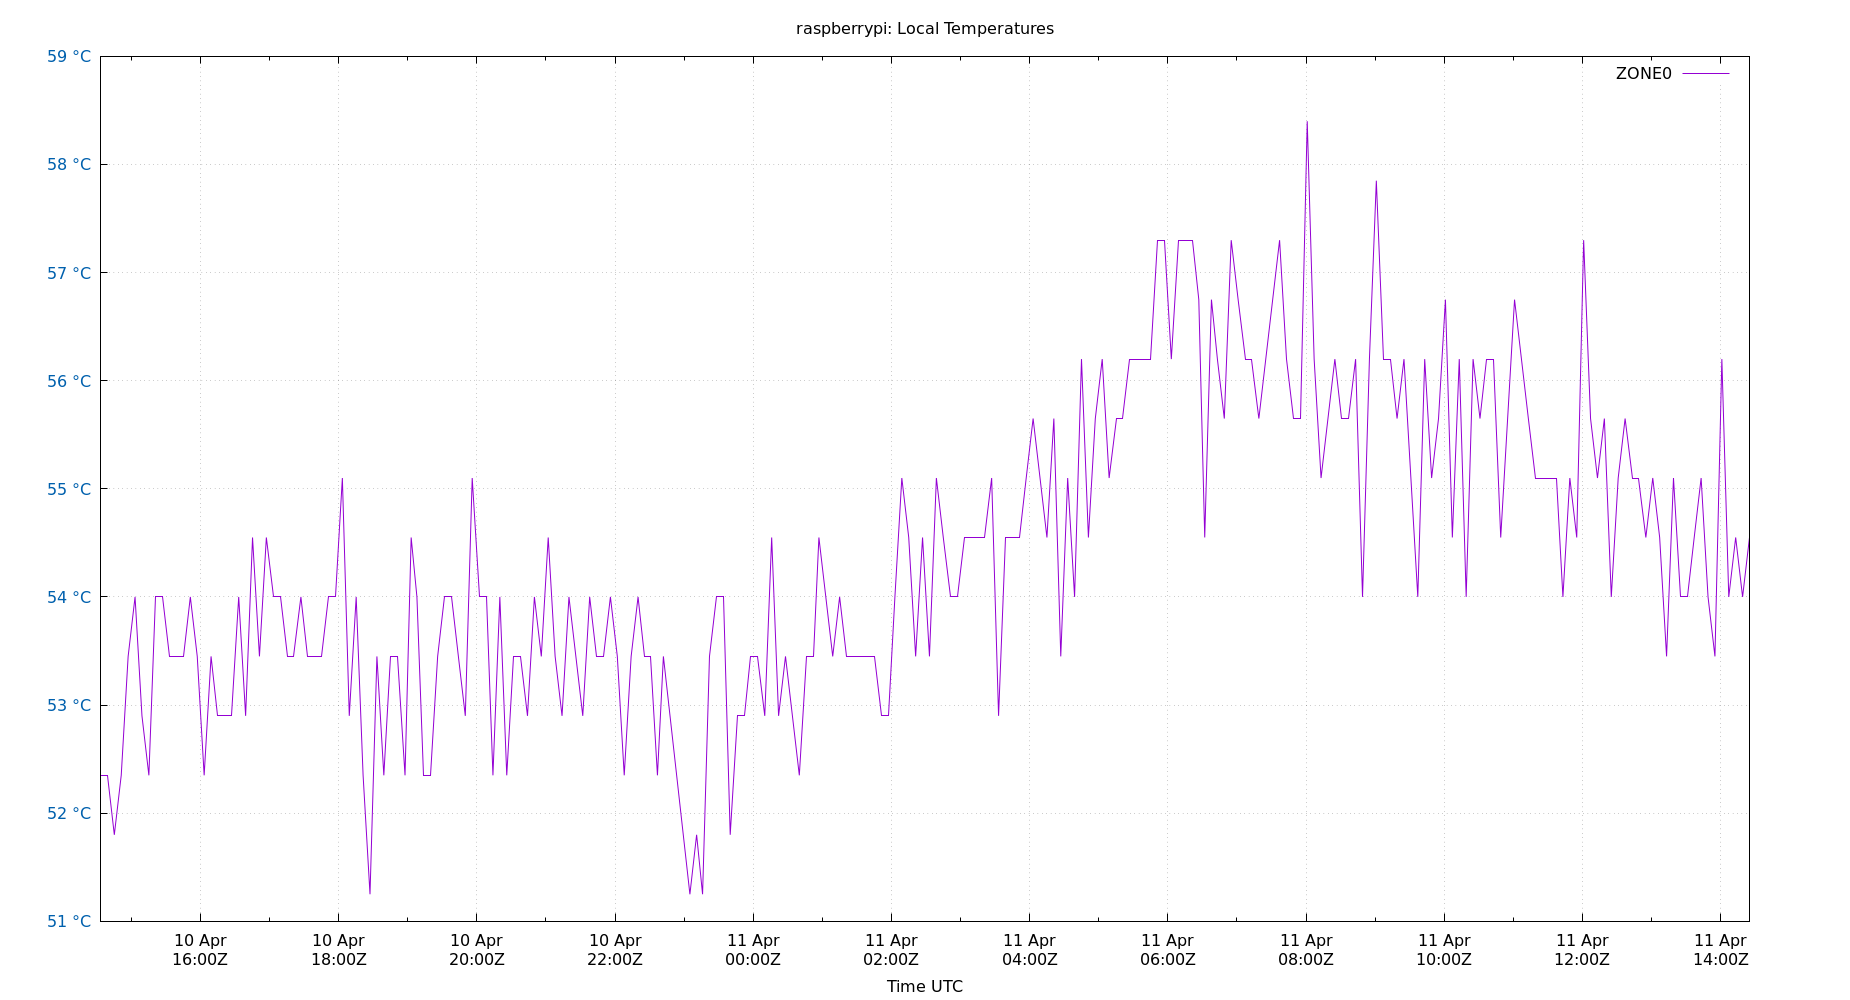 raspberrypi: Local Temperatures
59 °C
ZONE0
58 °C
57 °C
56 °C
55 °C
54 °C
53 °C
52 °C
51 °C
10 Apr 10 Apr 10 Apr 10 Apr 11 Apr 11 Apr 11 Apr 11 Apr 11 Apr 11 Apr 11 Apr 11 Apr
16:00Z 18:00Z 20:00Z 22:00Z 00:00Z 02:00Z 04:00Z 06:00Z 08:00Z 10:00Z 12:00Z 14:00Z
Time UTC